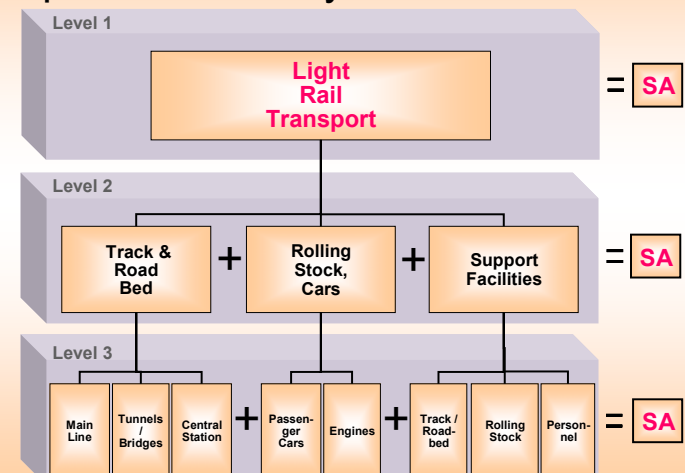 Level 1
Light
Rail
Transport
= SA
Level 2
Track &
Road
Bed
+
Rolling
Stock,
Cars
+
Support
Facilities
= SA
Level 3
Main
Line
Tunnels
/
Bridges
Central
Station
+
Passen-
ger
Cars
Engines
+
Track /
Road-
bed
Rolling
Stock
Person-
nel
= SA